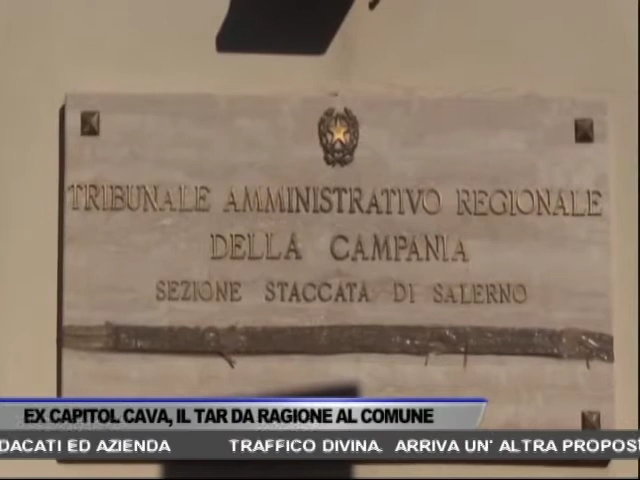 TRIBUNALE AMMINISTRATIVO REGIONALE
DELLA CAMPANIA
SEZIONE STACCATA DI SALERNO
EX CAPITOL CAVA, IL TAR DA RAGIONE AL COMUNE
DACATI ED AZIENDA TRAFFICO DIVINA. ARRIVA UN' ALTRA PROPOS